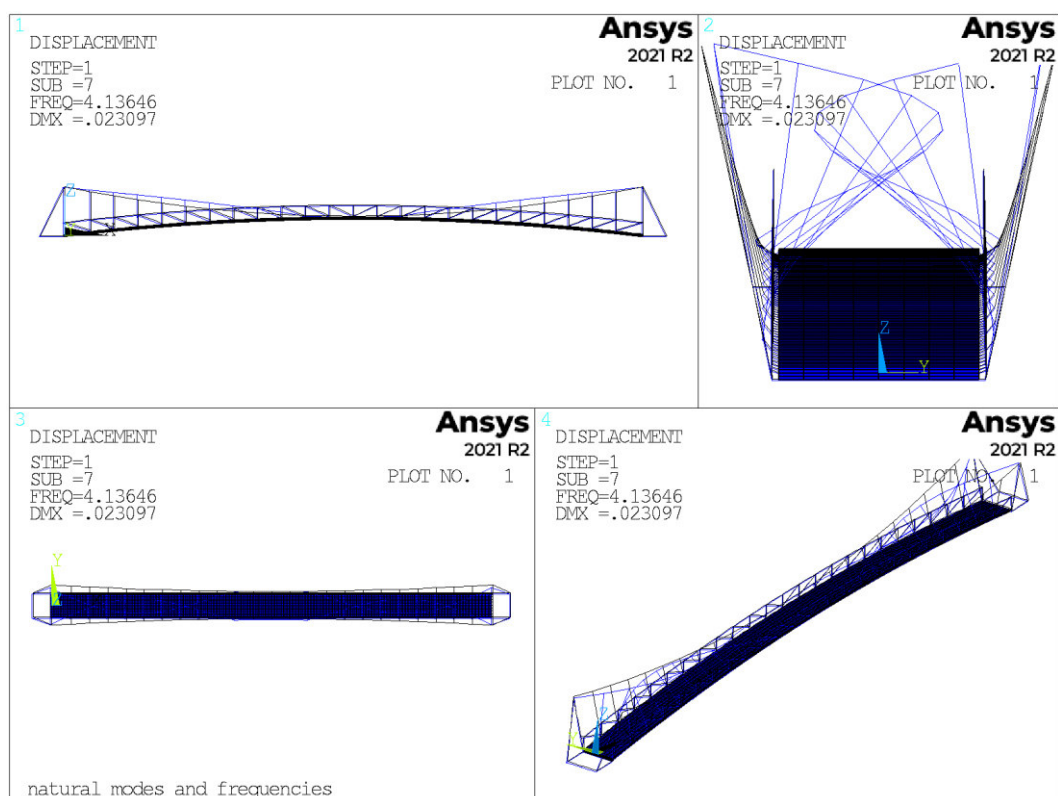 1
Ansys
2021 R2
DISPLACEMENT
STEP=1
SUB =7
FREQ=4.13646
DMX =.023097
PLOT NO. 1
Z
X
2
Ansys
2021 R2
DISPLACEMENT
STEP=1
SUB =7
FREQ=4.13646
DMX =.023097
PLOT NO. 1
Z
Y
3
Ansys
2021 R2
DISPLACEMENT
STEP=1
SUB =7
FREQ=4.13646
DMX =.023097
PLOT NO. 1
Y
Z
natural modes and frequencies
4
Ansys
2021 R2
DISPLACEMENT
STEP=1
SUB =7
FREQ=4.13646
DMX =.023097
PLOT NO. 1
Z
Y